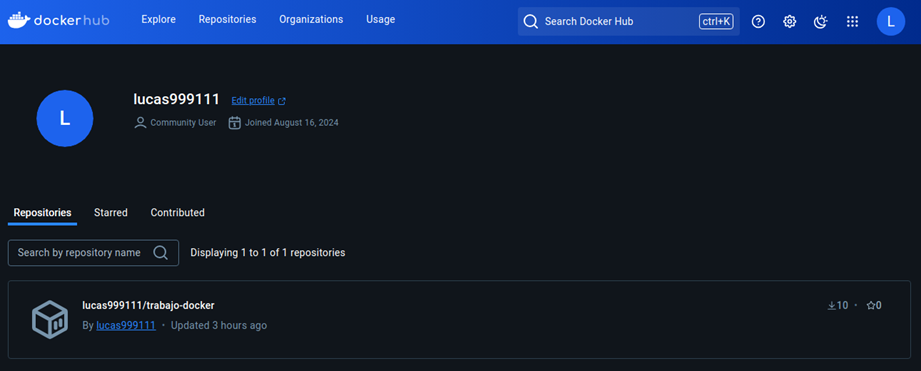 dockerhub Explore Repositories Organizations Usage Search Docker Hub ctrl+K L
L
lucas999111 Edit profile
Community User Joined August 16, 2024
Repositories Starred Contributed
Search by repository name Displaying 1 to 1 of 1 repositories
lucas999111/trabajo-docker 10 • 0
By lucas999111 • Updated 3 hours ago